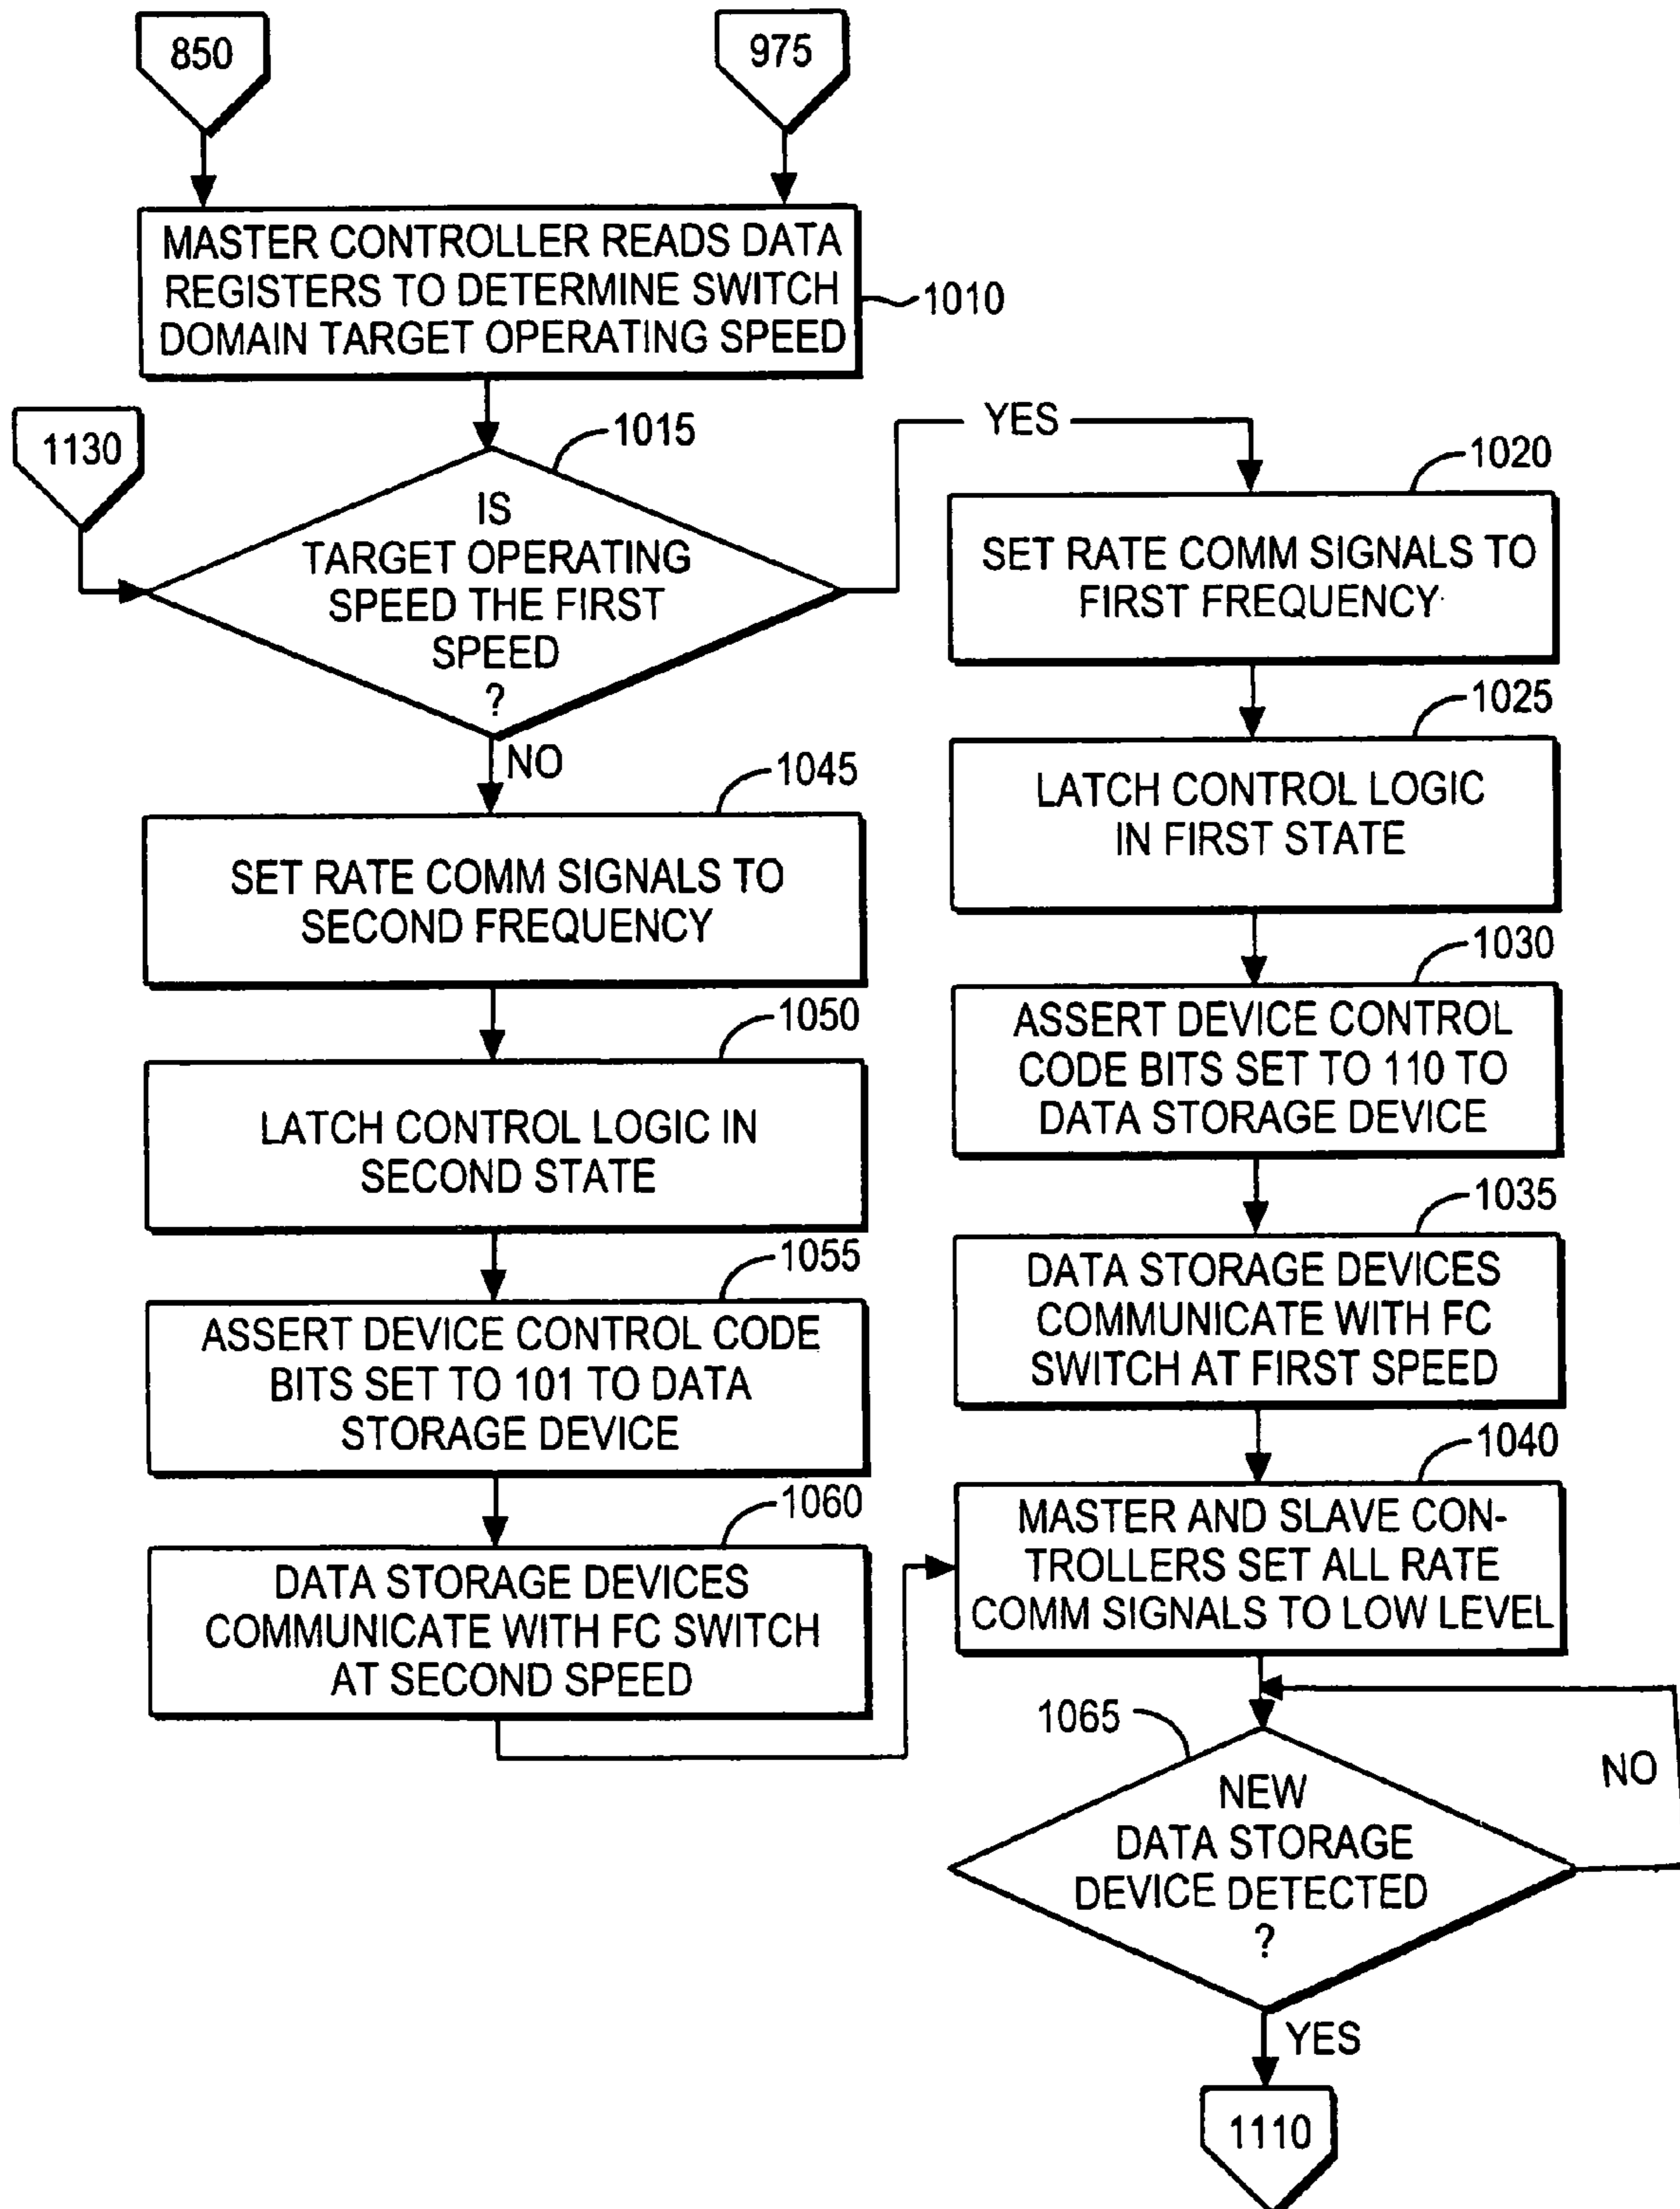 850
975
MASTER CONTROLLER READS DATA
REGISTERS TO DETERMINE SWITCH
DOMAIN TARGET OPERATING SPEED
1010
1130
1015
IS
TARGET OPERATING
SPEED THE FIRST
SPEED
?
YES
NO
1020
SET RATE COMM SIGNALS TO
FIRST FREQUENCY
1025
LATCH CONTROL LOGIC
IN FIRST STATE
1030
ASSERT DEVICE CONTROL
CODE BITS SET TO 110 TO
DATA STORAGE DEVICE
1035
DATA STORAGE DEVICES
COMMUNICATE WITH FC
SWITCH AT FIRST SPEED
1040
MASTER AND SLAVE CON-
TROLLERS SET ALL RATE
COMM SIGNALS TO LOW LEVEL
1045
SET RATE COMM SIGNALS TO
SECOND FREQUENCY
1050
LATCH CONTROL LOGIC IN
SECOND STATE
1055
ASSERT DEVICE CONTROL CODE
BITS SET TO 101 TO DATA
STORAGE DEVICE
1060
DATA STORAGE DEVICES
COMMUNICATE WITH FC SWITCH
AT SECOND SPEED
1065
NEW
DATA STORAGE
DEVICE DETECTED
?
NO
YES
1110